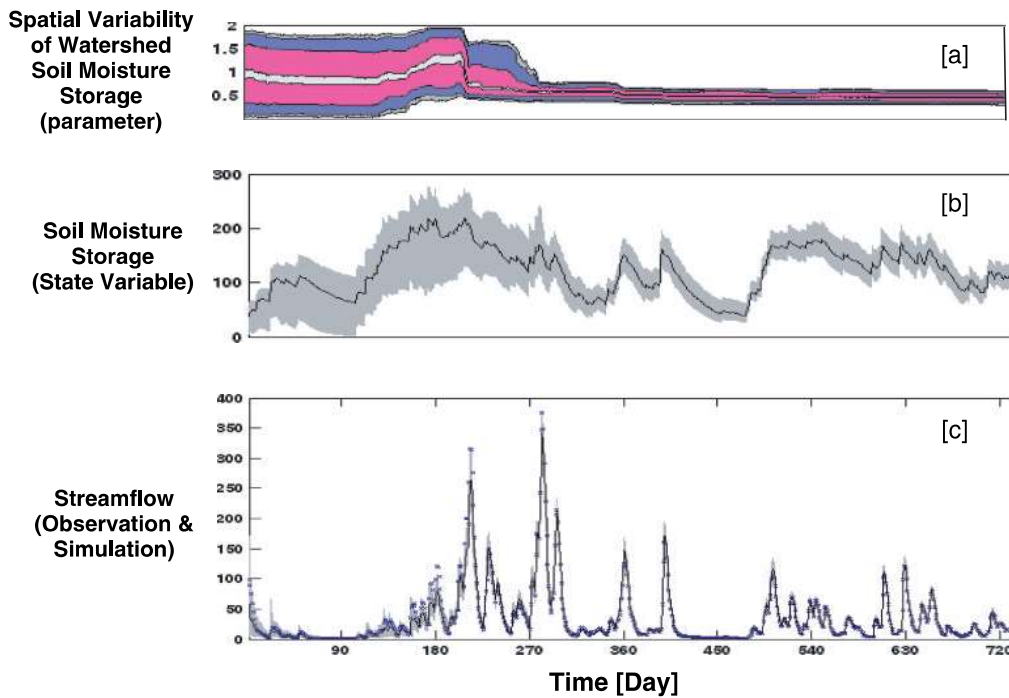 Spatial Variability
of Watershed
Soil Moisture
Storage
(parameter)
2
1.5
1
0.5
[a]
Soil Moisture
Storage
(State Variable)
300
200
100
0
[b]
Streamflow
(Observation &
Simulation)
400
350
300
250
200
150
100
50
0
[c]
90 180 270 360 450 540 630 720
Time [Day]